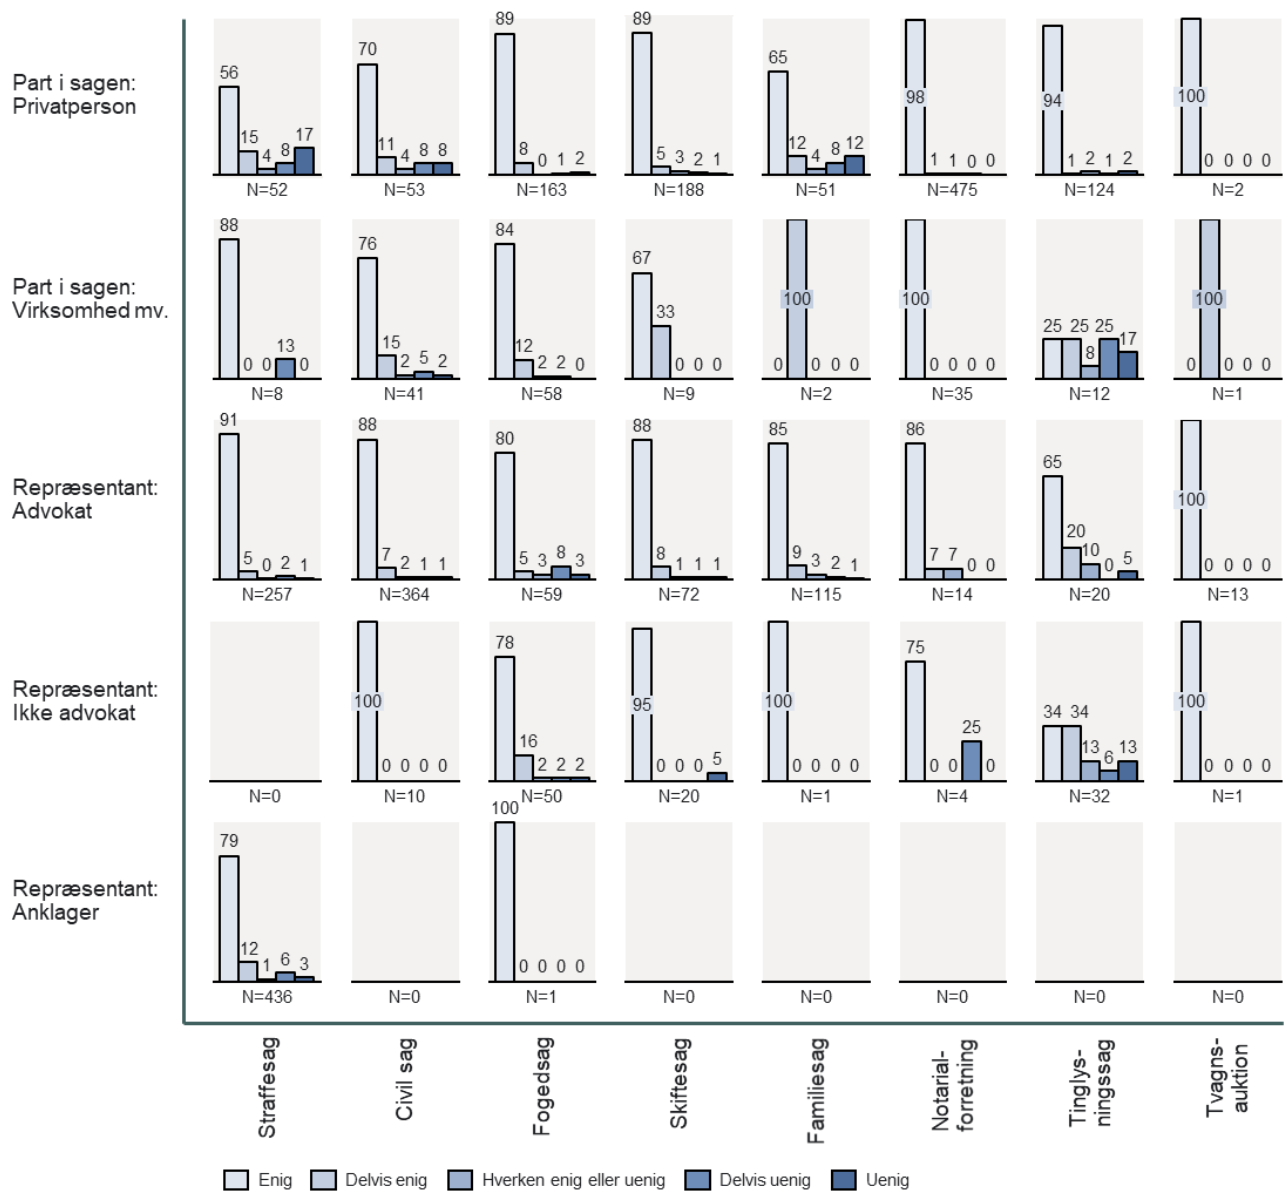 Part i sagen:
Privatperson
56 15 4 8 17
70 11 4 8 8
89 8 0 1 2
89 5 3 2 1
65 12 4 8 12
98 1 1 0 0
94 1 2 1 2
100 0 0 0 0
N=52 N=53 N=163 N=188 N=51 N=475 N=124 N=2
Part i sagen:
Virksomhed mv.
88 0 0 13 0
76 15 2 5 2
84 12 2 2 0
67 33 0 0 0
0 100 0 0 0
100 0 0 0 0
25 25 8 25 17
0 100 0 0 0
N=8 N=41 N=58 N=9 N=2 N=35 N=12 N=1
Repræsentant:
Advokat
91 5 0 2 1
88 7 2 1 1
80 5 3 8 3
88 8 1 1 1
85 9 3 2 1
86 7 7 0 0
65 20 10 0 5
100 0 0 0 0
N=257 N=364 N=59 N=72 N=115 N=14 N=20 N=13
Repræsentant:
Ikke advokat
100 0 0 0 0
78 16 2 2 2
95 0 0 0 5
100 0 0 0 0
75 0 0 25 0
34 34 13 6 13
100 0 0 0 0
N=0 N=10 N=50 N=20 N=1 N=4 N=32 N=1
Repræsentant:
Anklager
79 12 1 6 3
100 0 0 0 0
N=436 N=0 N=1 N=0 N=0 N=0 N=0 N=0
Straffesag
Civil sag
Fogedsag
Skiftesag
Familiesag
Notarial-
forretning
Tinglys-
ningssag
Tvagns-
auktion
Enig Delvis enig Hverken enig eller uenig Delvis uenig Uenig